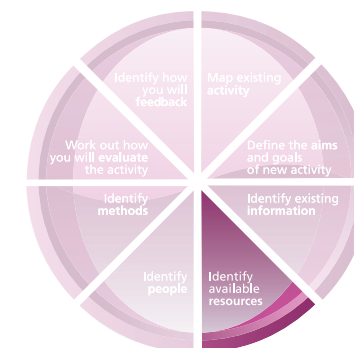 Identify how
you will
feedback
Map existing
activity
Work out how
you will evaluate
the activity
Define the aims
and goals
of new activity
Identify
methods
Identify existing
information
Identify
people
Identify
available
resources